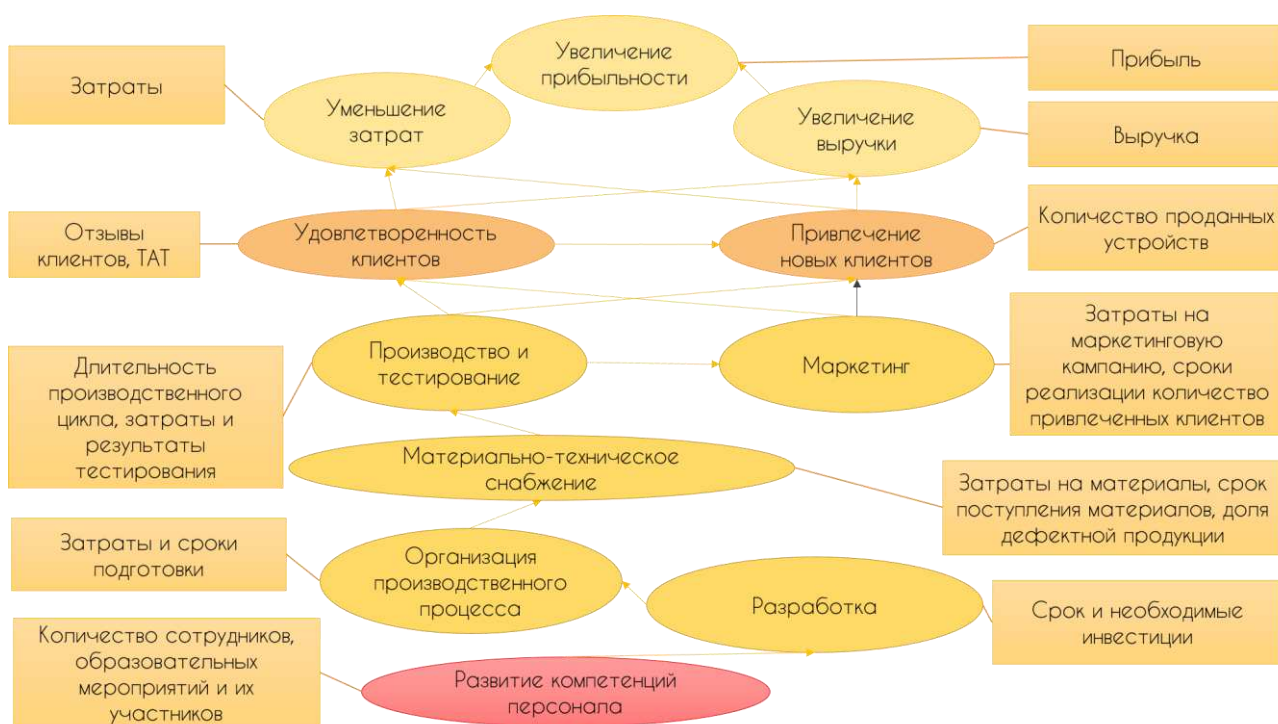 Увеличение
прибыльности
Прибыль
Затраты
Уменьшение
затрат
Увеличение
выручки
Выручка
Отзывы
клиентов, ТАТ
Удовлетворенность
клиентов
Привлечение
новых клиентов
Количество проданных
устройств
Длительность
производственного
цикла, затраты и
результаты
тестирования
Производство и
тестирование
Маркетинг
Затраты на
маркетинговую
кампанию, сроки
реализации количество
привлеченных клиентов
Материально-техническое
снабжение
Затраты на материалы, срок
поступления материалов, доля
дефектной продукции
Затраты и сроки
подготовки
Организация
производственного
процесса
Разработка
Срок и необходимые
инвестиции
Количество сотрудников,
образовательных
мероприятий и их
участников
Развитие компетенций
персонала